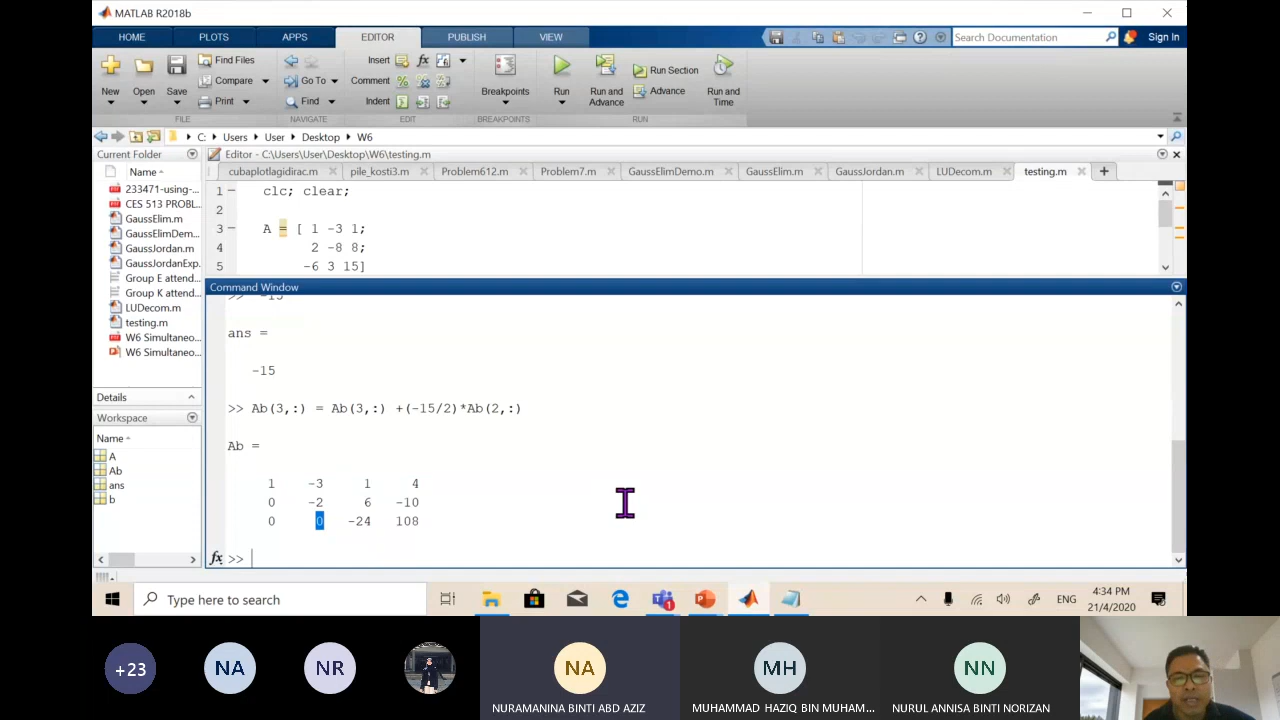 MATLAB R2018b
HOME PLOTS APPS EDITOR PUBLISH VIEW
Search Documentation
Sign In
New Open Save Find Files
Compare
Print
Insert fx
Go To Comment
Find Indent
Breakpoints
Run Run and Advance Run Section
Advance
Run and Time
FILE NAVIGATE EDIT BREAKPOINTS RUN
C: Users User Desktop W6
Current Folder
Editor - C:\Users\User\Desktop\W6\testing.m
Name
cubaplotlagidirac.m pile_kosti3.m Problem612.m Problem7.m GaussElimDemo.m GaussElim.m GaussJordan.m LUDecom.m testing.m
233471-using-...
CES 513 PROBL...
GaussElim.m
GaussElimDem...
GaussJordan.m
GaussJordanExp...
Group E attend...
Group K attend...
LUDecom.m
testing.m
W6 Simultaneo...
W6 Simultaneo...
1 clc; clear;
2
3 A = [ 1 -3 1;
4 2 -8 8;
5 -6 3 15]
Command Window
>> -15
ans =
-15
>> Ab(3,:) = Ab(3,:) +(-15/2)*Ab(2,:)
Ab =
1 -3 1 4
0 -2 6 -10
0 0 -24 108
fx >>
Details
Workspace
Name
A
Ab
ans
b
Type here to search
1
ENG
4:34 PM
21/4/2020
+23
NA
NR
NA
NURAMANINA BINTI ABD AZIZ
MH
MUHAMMAD HAZIQ BIN MUHAM...
NN
NURUL ANNISA BINTI NORIZAN